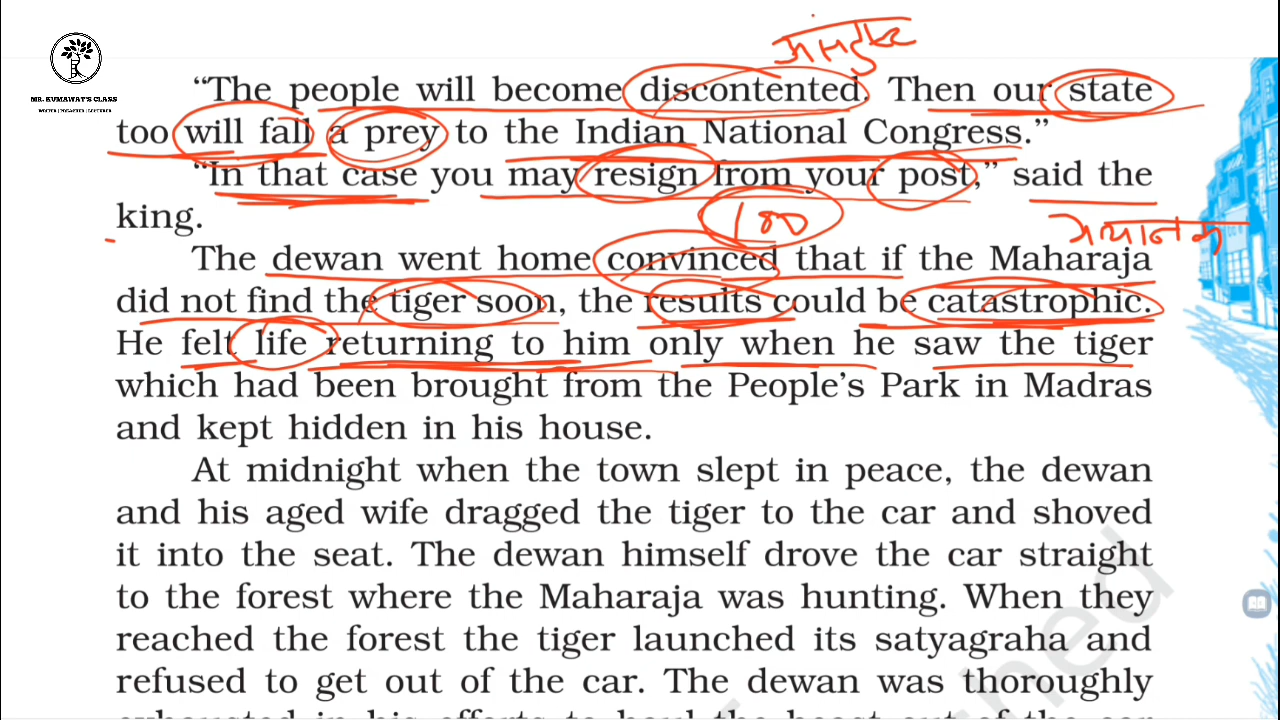 MR. KUMAWAT'S CLASS
“The people will become discontented. Then our state
too will fall a prey to the Indian National Congress.”
“In that case you may resign from your post,” said the
king.
180
The dewan went home convinced that if the Maharaja
did not find the tiger soon, the results could be catastrophic.
He felt life returning to him only when he saw the tiger
which had been brought from the People’s Park in Madras
and kept hidden in his house.
At midnight when the town slept in peace, the dewan
and his aged wife dragged the tiger to the car and shoved
it into the seat. The dewan himself drove the car straight
to the forest where the Maharaja was hunting. When they
reached the forest the tiger launched its satyagraha and
refused to get out of the car. The dewan was thoroughly